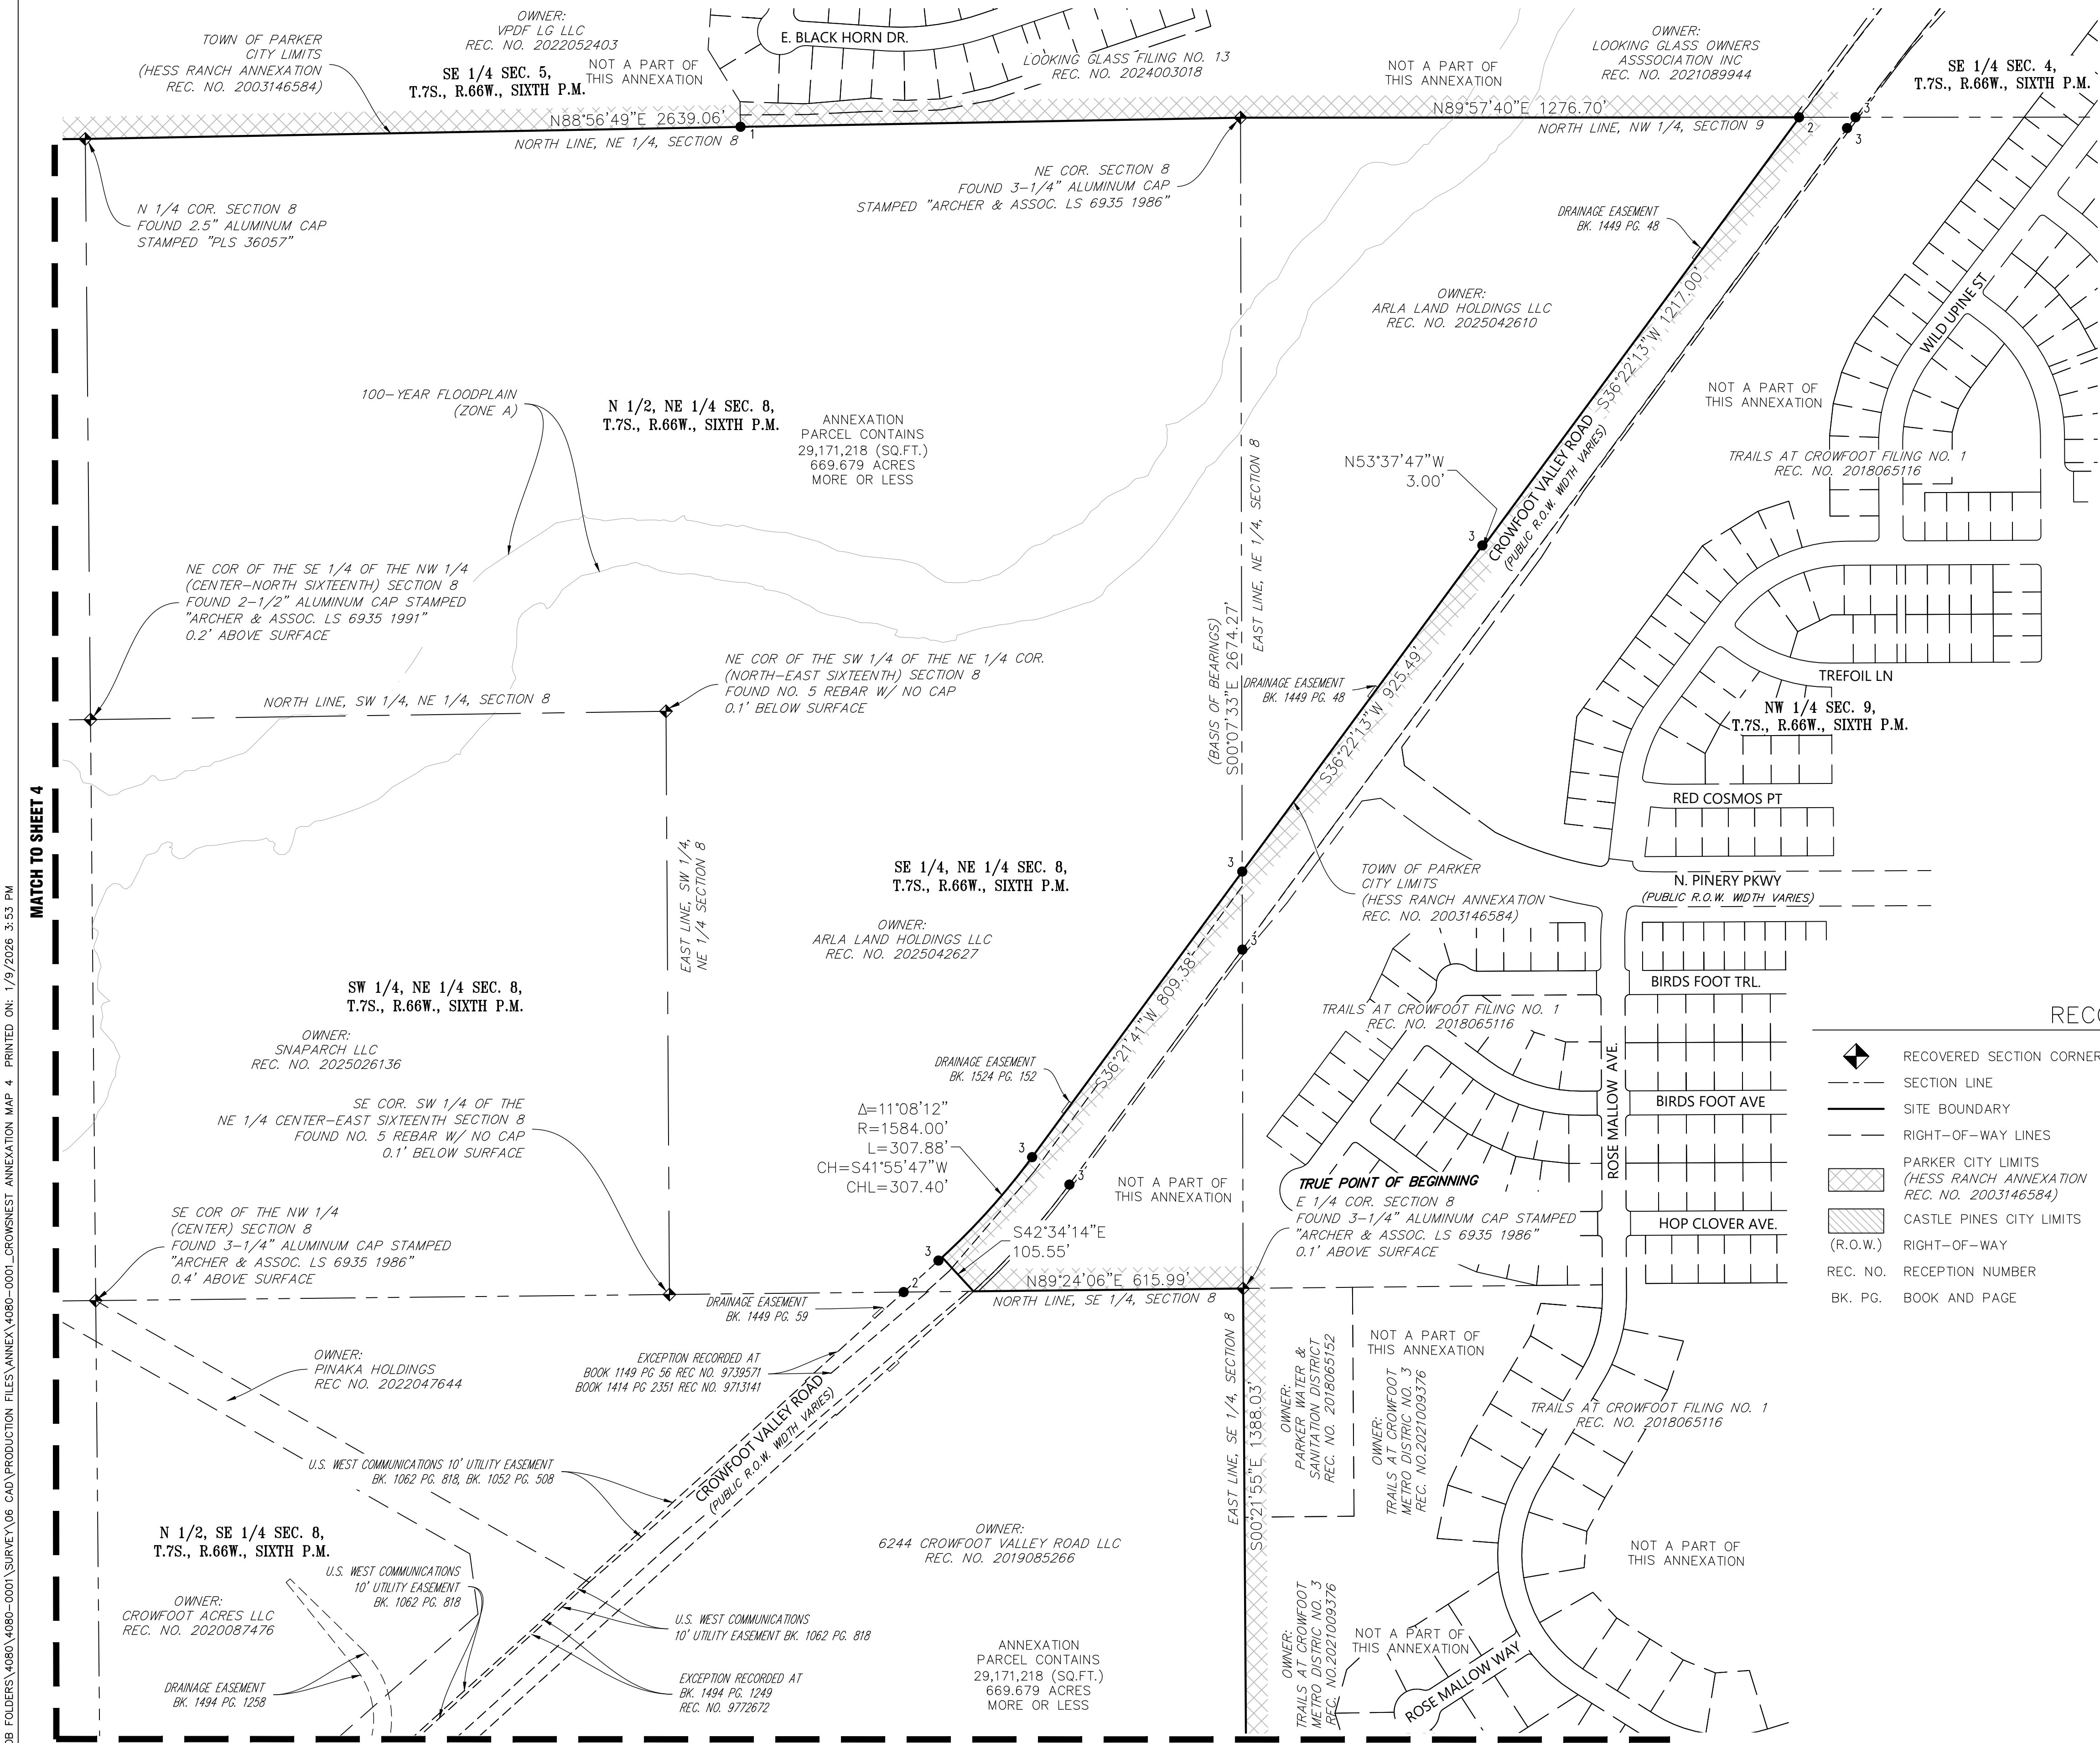 OWNER:
VPDF LG LLC
REC. NO. 2022052403
TOWN OF PARKER
CITY LIMITS
(HESS RANCH ANNEXATION
REC. NO. 2003146584)
SE 1/4 SEC. 5,
T.7S., R.66W., SIXTH P.M.
NOT A PART OF
THIS ANNEXATION
E. BLACK HORN DR.
LOOKING GLASS FILING NO. 13
REC. NO. 2024003018
NOT A PART OF
THIS ANNEXATION
OWNER:
LOOKING GLASS OWNERS
ASSSOCIATION INC
REC. NO. 2021089944
SE 1/4 SEC. 4,
T.7S., R.66W., SIXTH P.M.
N88°56'49"E 2639.06'
NORTH LINE, NE 1/4, SECTION 8
1
N89°57'40"E 1276.70'
NORTH LINE, NW 1/4, SECTION 9
2
3
3
N 1/4 COR. SECTION 8
FOUND 2.5" ALUMINUM CAP
STAMPED "PLS 36057"
NE COR. SECTION 8
FOUND 3-1/4" ALUMINUM CAP
STAMPED "ARCHER & ASSOC. LS 6935 1986"
DRAINAGE EASEMENT
BK. 1449 PG. 48
OWNER:
ARLA LAND HOLDINGS LLC
REC. NO. 2025042610
S36°22'13"W 1217.00'
WILD LUPINE ST
100-YEAR FLOODPLAIN
(ZONE A)
N 1/2, NE 1/4 SEC. 8,
T.7S., R.66W., SIXTH P.M.
ANNEXATION
PARCEL CONTAINS
29,171,218 (SQ.FT.)
669.679 ACRES
MORE OR LESS
NOT A PART OF
THIS ANNEXATION
TRAILS AT CROWFOOT FILING NO. 1
REC. NO. 2018065116
N53°37'47"W
3.00'
3
CROWFOOT VALLEY ROAD
(PUBLIC R.O.W. WIDTH VARIES)
EAST LINE, NE 1/4, SECTION 8
(BASIS OF BEARINGS)
S00°07'33"E 2674.27'
NE COR OF THE SE 1/4 OF THE NW 1/4
(CENTER-NORTH SIXTEENTH) SECTION 8
FOUND 2-1/2" ALUMINUM CAP STAMPED
"ARCHER & ASSOC. LS 6935 1991"
0.2' ABOVE SURFACE
NE COR OF THE SW 1/4 OF THE NE 1/4 COR.
(NORTH-EAST SIXTEENTH) SECTION 8
FOUND NO. 5 REBAR W/ NO CAP
0.1' BELOW SURFACE
NORTH LINE, SW 1/4, NE 1/4, SECTION 8
DRAINAGE EASEMENT
BK. 1449 PG. 48
S36°22'13"W 925.49'
TREFOIL LN
NW 1/4 SEC. 9,
T.7S., R.66W., SIXTH P.M.
RED COSMOS PT
MATCH TO SHEET 4
EAST LINE, SW 1/4,
NE 1/4 SECTION 8
SE 1/4, NE 1/4 SEC. 8,
T.7S., R.66W., SIXTH P.M.
OWNER:
ARLA LAND HOLDINGS LLC
REC. NO. 2025042627
3
3
TOWN OF PARKER
CITY LIMITS
(HESS RANCH ANNEXATION
REC. NO. 2003146584)
N. PINERY PKWY
(PUBLIC R.O.W. WIDTH VARIES)
BIRDS FOOT TRL.
SW 1/4, NE 1/4 SEC. 8,
T.7S., R.66W., SIXTH P.M.
OWNER:
SNAPARCH LLC
REC. NO. 2025026136
S36°21'41"W 809.38'
TRAILS AT CROWFOOT FILING NO. 1
REC. NO. 2018065116
ROSE MALLOW AVE.
BIRDS FOOT AVE
HOP CLOVER AVE.
DRAINAGE EASEMENT
BK. 1524 PG. 152
SE COR. SW 1/4 OF THE
NE 1/4 CENTER-EAST SIXTEENTH SECTION 8
FOUND NO. 5 REBAR W/ NO CAP
0.1' BELOW SURFACE
Δ=11°08'12"
R=1584.00'
L=307.88'
CH=S41°55'47"W
CHL=307.40'
3
3
NOT A PART OF
THIS ANNEXATION
TRUE POINT OF BEGINNING
E 1/4 COR. SECTION 8
FOUND 3-1/4" ALUMINUM CAP STAMPED
"ARCHER & ASSOC. LS 6935 1986"
0.1' ABOVE SURFACE
SE COR OF THE NW 1/4
(CENTER) SECTION 8
FOUND 3-1/4" ALUMINUM CAP STAMPED
"ARCHER & ASSOC. LS 6935 1986"
0.4' ABOVE SURFACE
S42°34'14"E
105.55'
3
2
N89°24'06"E 615.99'
NORTH LINE, SE 1/4, SECTION 8
DRAINAGE EASEMENT
BK. 1449 PG. 59
RECO
RECOVERED SECTION CORNER
SECTION LINE
SITE BOUNDARY
RIGHT-OF-WAY LINES
PARKER CITY LIMITS
(HESS RANCH ANNEXATION
REC. NO. 2003146584)
CASTLE PINES CITY LIMITS
(R.O.W.) RIGHT-OF-WAY
REC. NO. RECEPTION NUMBER
BK. PG. BOOK AND PAGE
OWNER:
PINAKA HOLDINGS
REC NO. 2022047644
EXCEPTION RECORDED AT
BOOK 1149 PG 56 REC NO. 9739571
BOOK 1414 PG 2351 REC NO. 9713141
CROWFOOT VALLEY ROAD
(PUBLIC R.O.W. WIDTH VARIES)
EAST LINE, SE 1/4, SECTION 8
S00°21'55"E 1388.03'
OWNER:
PARKER WATER &
SANITATION DISTRICT
REC. NO. 2018065152
NOT A PART OF
THIS ANNEXATION
OWNER:
TRAILS AT CROWFOOT
METRO DISTRIC NO. 3
REC. NO.2021009376
TRAILS AT CROWFOOT FILING NO. 1
REC. NO. 2018065116
U.S. WEST COMMUNICATIONS 10' UTILITY EASEMENT
BK. 1062 PG. 818, BK. 1052 PG. 508
N 1/2, SE 1/4 SEC. 8,
T.7S., R.66W., SIXTH P.M.
U.S. WEST COMMUNICATIONS
10' UTILITY EASEMENT
BK. 1062 PG. 818
OWNER:
CROWFOOT ACRES LLC
REC. NO. 2020087476
OWNER:
6244 CROWFOOT VALLEY ROAD LLC
REC. NO. 2019085266
NOT A PART OF
THIS ANNEXATION
U.S. WEST COMMUNICATIONS
10' UTILITY EASEMENT BK. 1062 PG. 818
DRAINAGE EASEMENT
BK. 1494 PG. 1258
EXCEPTION RECORDED AT
BK. 1494 PG. 1249
REC NO. 9772672
ANNEXATION
PARCEL CONTAINS
29,171,218 (SQ.FT.)
669.679 ACRES
MORE OR LESS
OWNER:
TRAILS AT CROWFOOT
METRO DISTRIC NO. 3
REC. NO.2021009376
NOT A PART OF
THIS ANNEXATION
ROSE MALLOW WAY
OB FOLDERS\4080\4080-0001\SURVEY\06 CAD\PRODUCTION FILES\ANNEX\4080-0001_CROWSNEST ANNEXATION MAP 4 PRINTED ON: 1/9/2026 3:53 PM